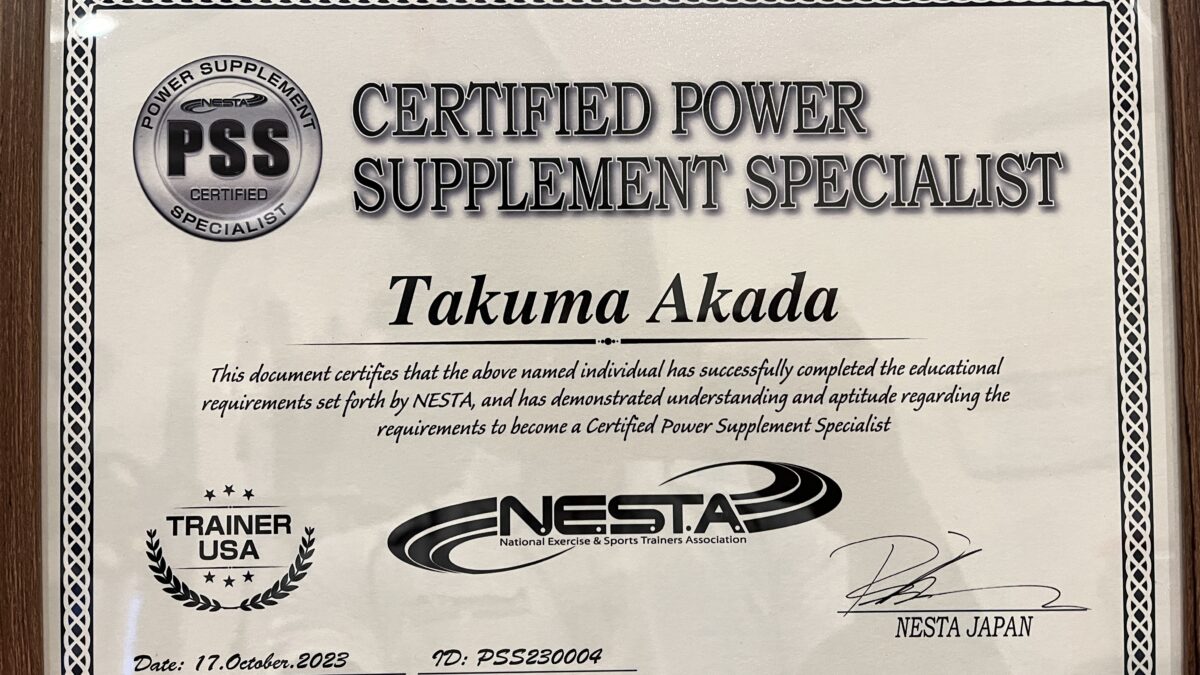 POWER SUPPLEMENT
NESTA
PSS
CERTIFIED
SPECIALIST
CERTIFIED POWER
SUPPLEMENT SPECIALIST
Takuma Akada
This document certifies that the above named individual has successfully completed the educational
requirements set forth by NESTA, and has demonstrated understanding and aptitude regarding the
requirements to become a Certified Power Supplement Specialist
TRAINER
USA
N.E.S.T.A.
National Exercise & Sports Trainers Association
NESTA JAPAN
Date: 17.October.2023
ID: PSS230004